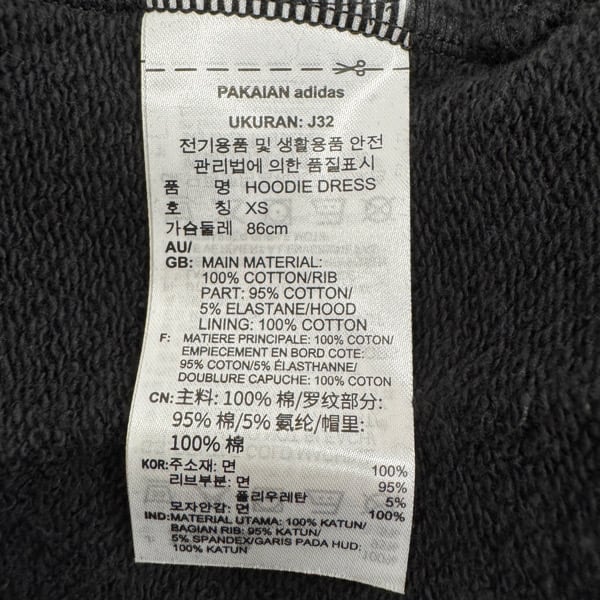 PAKAIAN adidas
UKURAN: J32
전기용품 및 생활용품 안전
관리법에 의한 품질표시
품 명 HOODIE DRESS
호 칭 XS
가슴둘레 86cm
AU/
GB: MAIN MATERIAL:
100% COTTON/RIB
PART: 95% COTTON/
5% ELASTANE/HOOD
LINING: 100% COTTON
F: MATIERE PRINCIPALE: 100% COTON/
EMPIECEMENT EN BORD COTE:
95% COTON/5% ÉLASTHANNE/
DOUBLURE CAPUCHE: 100% COTON
CN: 主料: 100% 棉/罗纹部分:
95% 棉/5% 氨纶/帽里:
100% 棉
KOR: 주소재: 면 100%
리브부분: 면 95%
폴리우레탄 5%
모자안감: 면 100%
IND: MATERIAL UTAMA: 100% KATUN/
BAGIAN RIB: 95% KATUN/
5% SPANDEX/GARIS PADA HUD:
100% KATUN